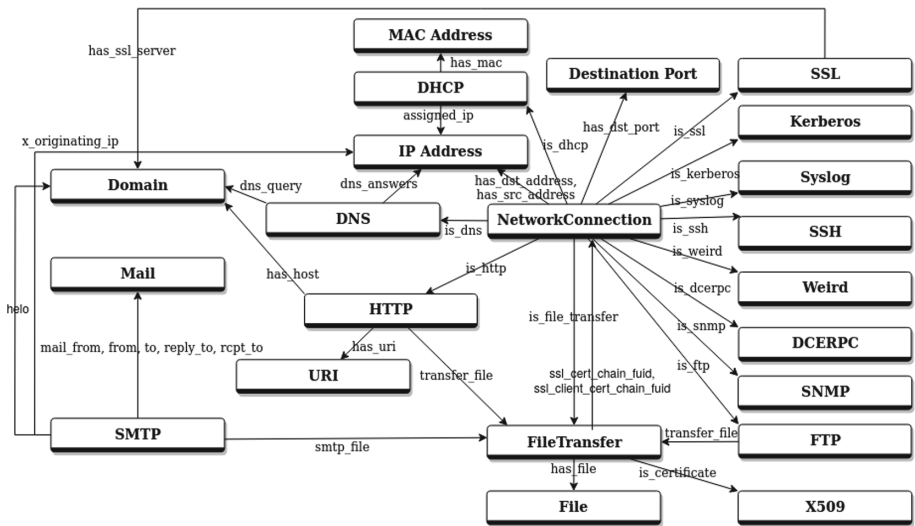 MAC Address
has_ssl_server
has_mac
Destination Port
SSL
DHCP
assigned_ip
has_dst_port
Kerberos
is_ssl
x_originating_ip
IP Address
is_dhcp
is_kerberos
Domain
dns_query
dns_answers
has_dst_address,
has_src_address
Syslog
is_syslog
DNS
is_dns
NetworkConnection
is_ssh
SSH
is_weird
Mail
has_host
is_http
is_dcerpc
Weird
helo
HTTP
is_file_transfer
is_snmp
DCERPC
mail_from, from, to, reply_to, rcpt_to
has_uri
is_ftp
URI
transfer_file
ssl_cert_chain_fuid,
ssl_client_cert_chain_fuid
SNMP
SMTP
smtp_file
FileTransfer
transfer_file
FTP
has_file
is_certificate
File
X509